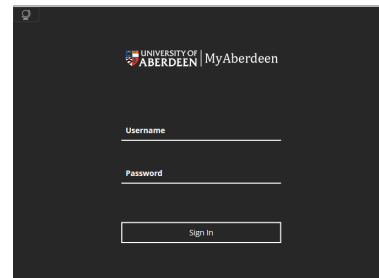 UNIVERSITY OF
ABERDEEN | MyAberdeen
Username
Password
Sign In